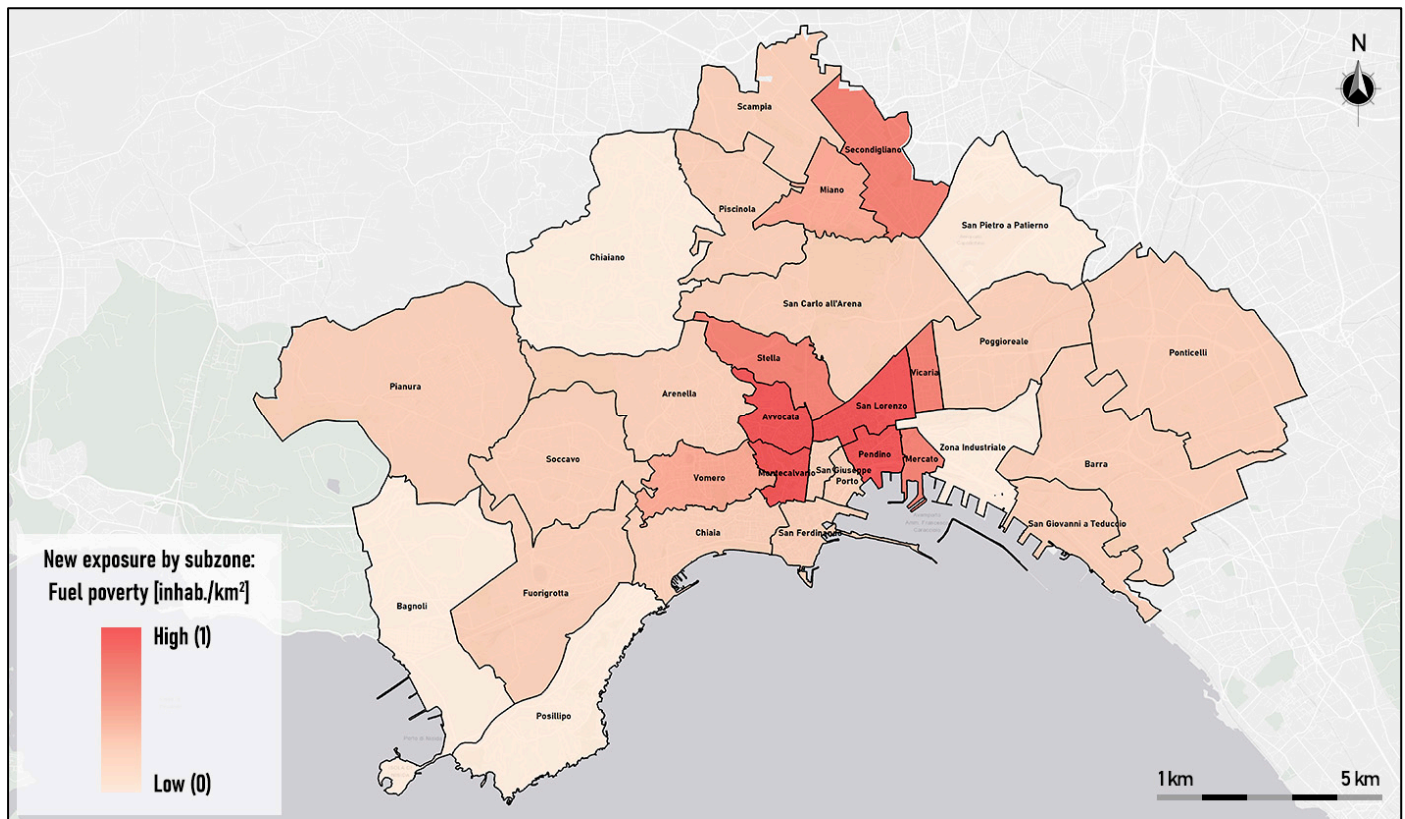 N
Scampia
Secondigliano
Miano
Piscinola
San Pietro a Patierno
Chiaiano
San Carlo all'Arena
Poggioreale
Ponticelli
Stella
Vicaria
Pianura
Arenella
San Lorenzo
Avvocata
Zona Industriale
Soccavo
Pendino
Mercato
Barra
Montecalvario
San Giuseppe
Porto
Vomero
San Giovanni a Teduccio
Chiaia
San Ferdinando
Fuorigrotta
Bagnoli
Posillipo
New exposure by subzone:
Fuel poverty [inhab./km²]
High (1)
Low (0)
1 km
5 km